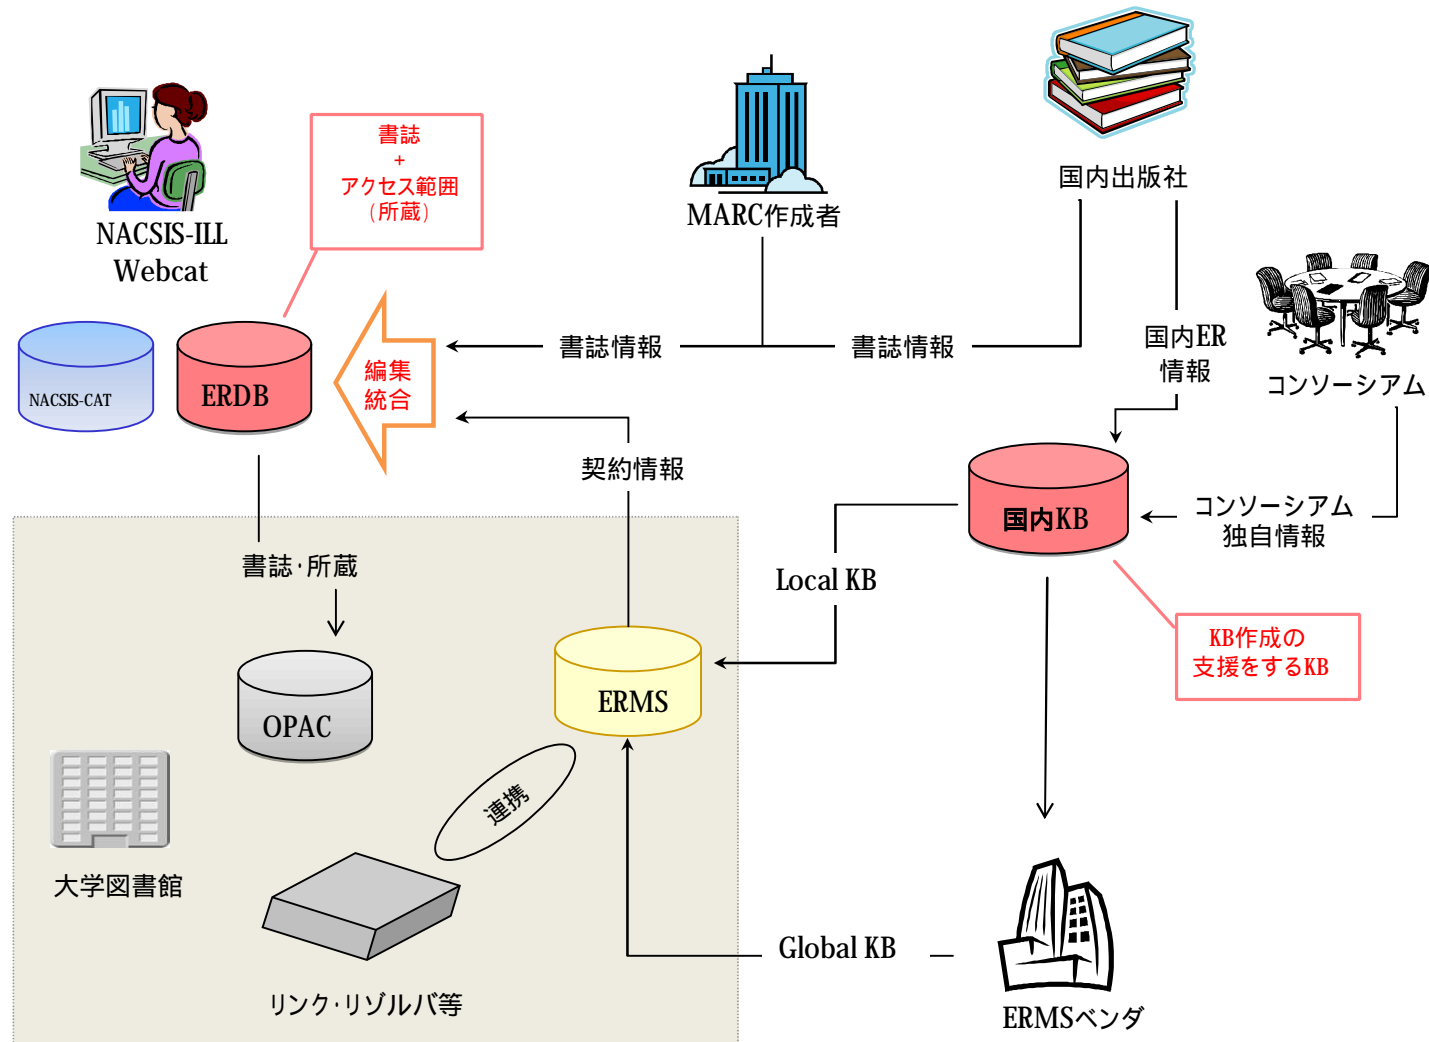 国内出版社
MARC作成者
書誌
+
アクセス範囲
(所蔵)
NACSIS-ILL
Webcat
書誌情報
書誌情報
国内ER
情報
コンソーシアム
編集
統合
NACSIS-CAT
ERDB
契約情報
国内KB
コンソーシアム
独自情報
書誌・所蔵
Local KB
KB作成の
支援をするKB
OPAC
ERMS
連携
大学図書館
リンク・リゾルバ等
Global KB
ERMSベンダ